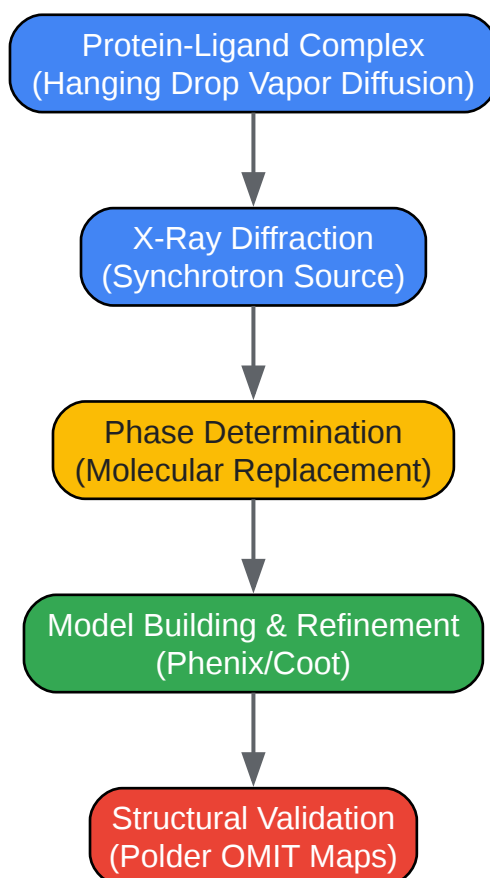 Protein-Ligand Complex
(Hanging Drop Vapor Diffusion)
X-Ray Diffraction
(Synchrotron Source)
Phase Determination
(Molecular Replacement)
Model Building & Refinement
(Phenix/Coot)
Structural Validation
(Polder OMIT Maps)